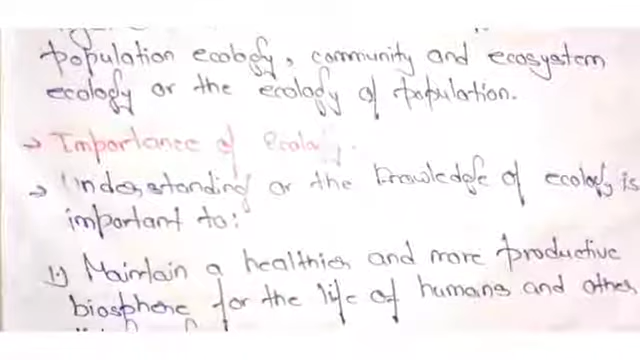 population ecology, community and ecosystem
ecology or the ecology of population.
→ Importance of ecology.
→ Understanding or the knowledge of ecology is
important to:
1.) Maintain a healthier and more productive
biosphere for the life of humans and other